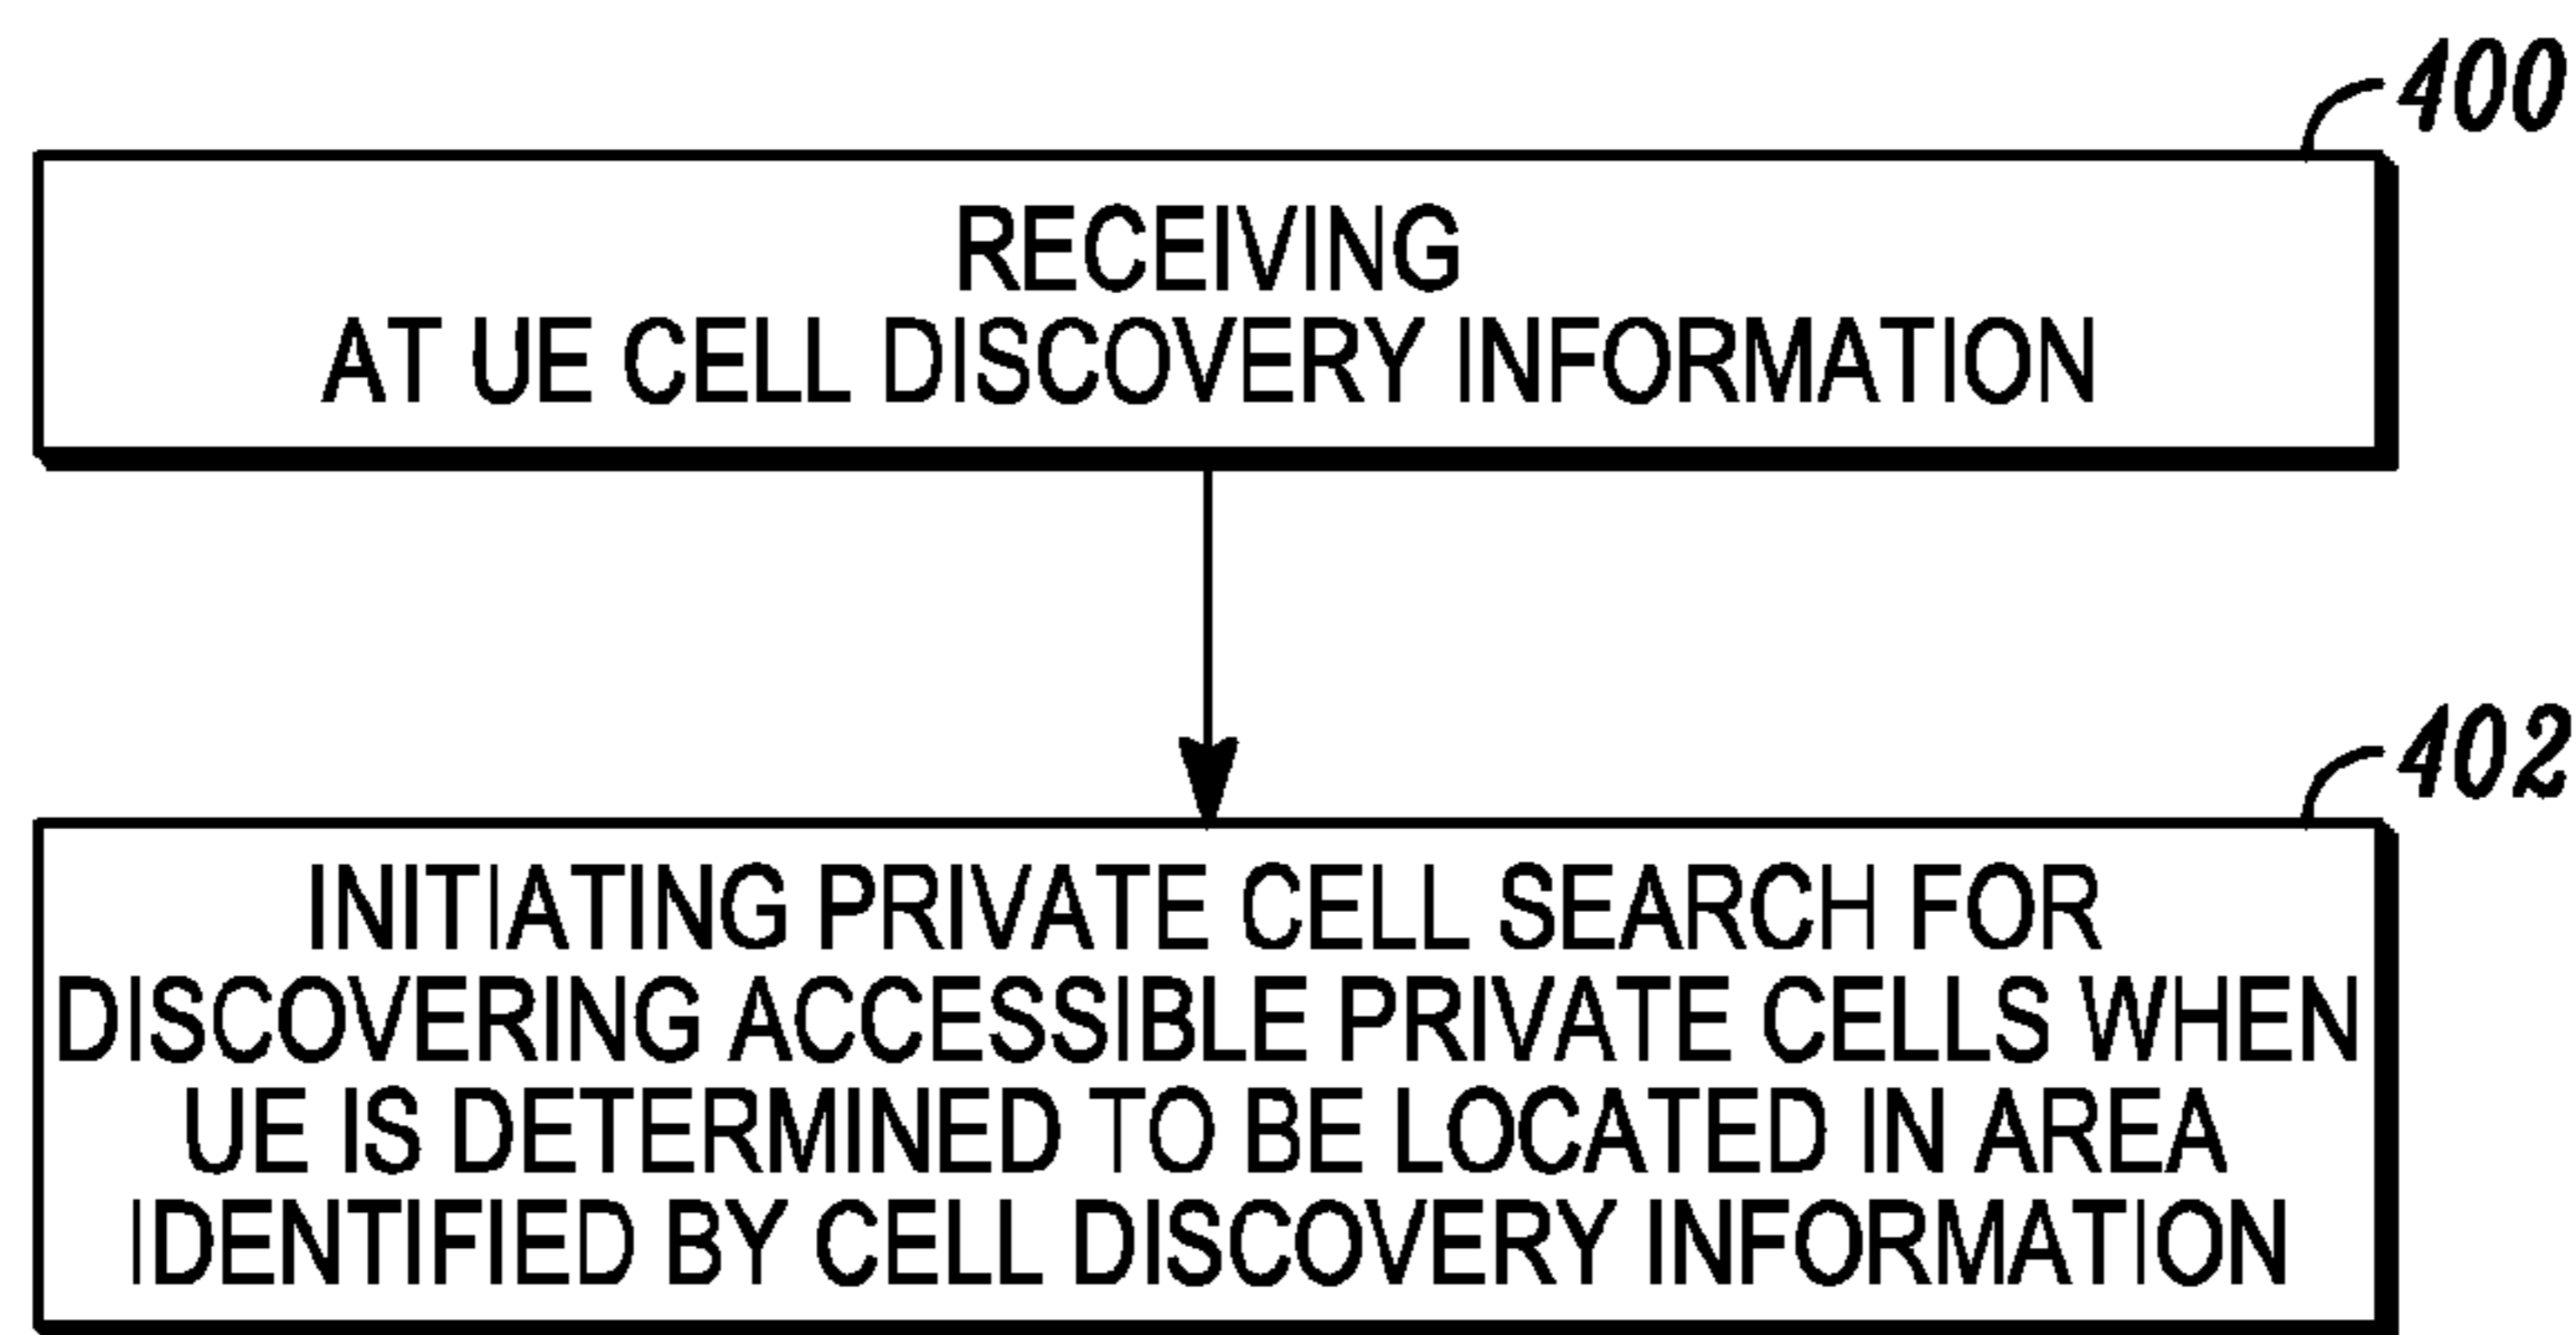 400
RECEIVING
AT UE CELL DISCOVERY INFORMATION
402
INITIATING PRIVATE CELL SEARCH FOR
DISCOVERING ACCESSIBLE PRIVATE CELLS WHEN
UE IS DETERMINED TO BE LOCATED IN AREA
IDENTIFIED BY CELL DISCOVERY INFORMATION